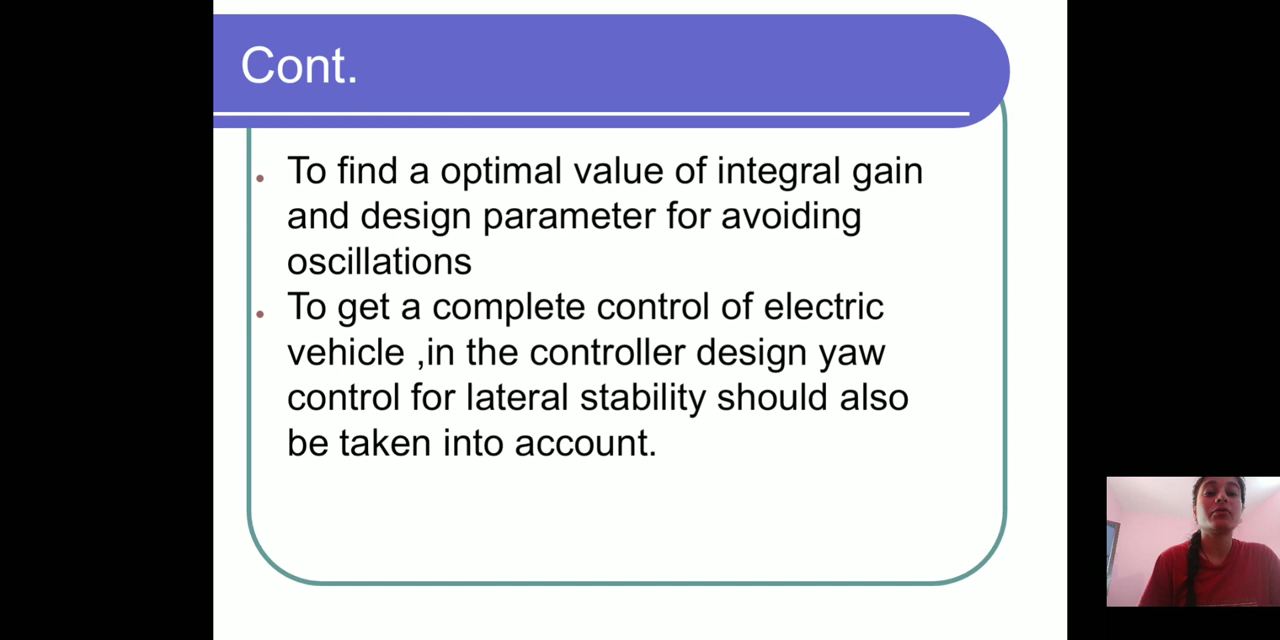 Cont.
To find a optimal value of integral gain
and design parameter for avoiding
oscillations
To get a complete control of electric
vehicle ,in the controller design yaw
control for lateral stability should also
be taken into account.